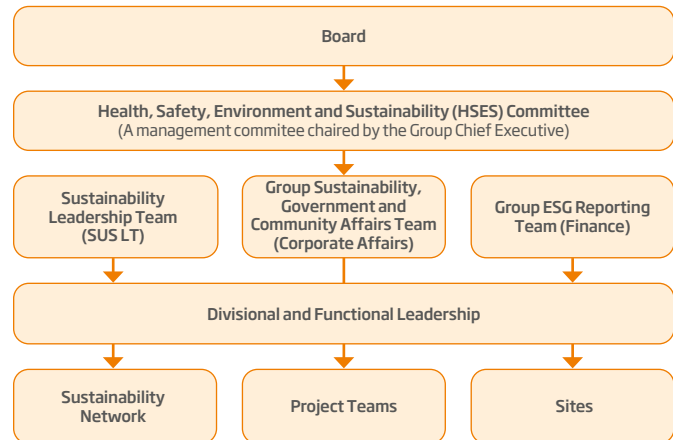 Board
Health, Safety, Environment and Sustainability (HSES) Committee
(A management commitee chaired by the Group Chief Executive)
Sustainability
Leadership Team
(SUS LT)
Group Sustainability,
Government and
Community Affairs Team
(Corporate Affairs)
Group ESG Reporting
Team (Finance)
Divisional and Functional Leadership
Sustainability
Network
Project Teams
Sites